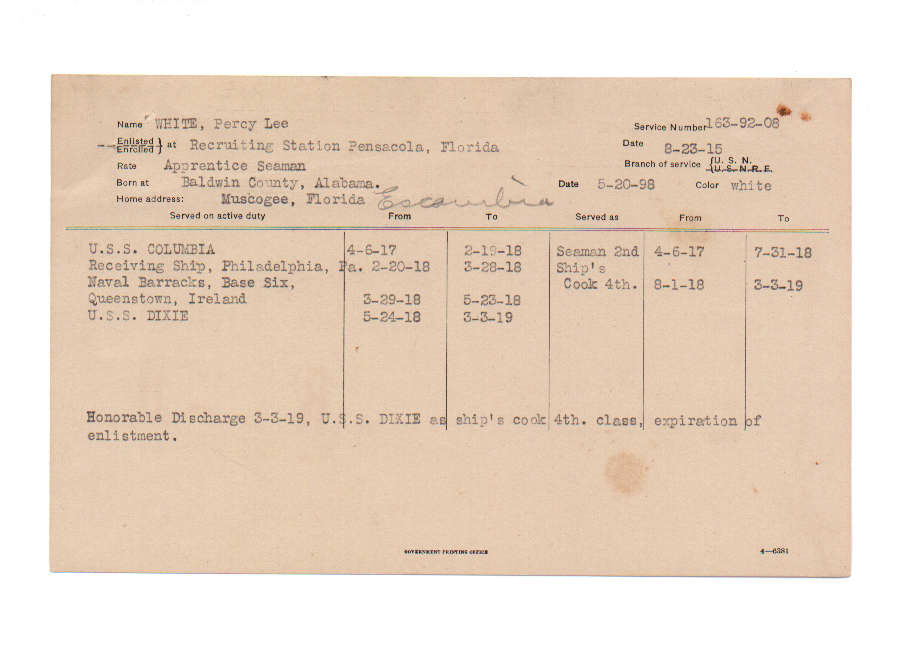 Name WHITE, Percy Lee Service Number 163-92-08
Enlisted
Enrolled } at Recruiting Station Pensacola, Florida Date 8-23-15
Rate Apprentice Seaman Branch of service { U. S. N.
U. S. N. R. F.
Born at Baldwin County, Alabama. Date 5-20-98 Color white
Home address: Muscogee, Florida Escambia
Served on active duty From To Served as From To
U.S.S. COLUMBIA 4-6-17 2-19-18 Seaman 2nd 4-6-17 7-31-18
Receiving Ship, Philadelphia, Pa. 2-20-18 3-28-18 Ship's
Naval Barracks, Base Six, Cook 4th. 8-1-18 3-3-19
Queenstown, Ireland 3-29-18 5-23-18
U.S.S. DIXIE 5-24-18 3-3-19
Honorable Discharge 3-3-19, U.S.S. DIXIE as ship's cook 4th. class, expiration of
enlistment.
GOVERNMENT PRINTING OFFICE 4—6381